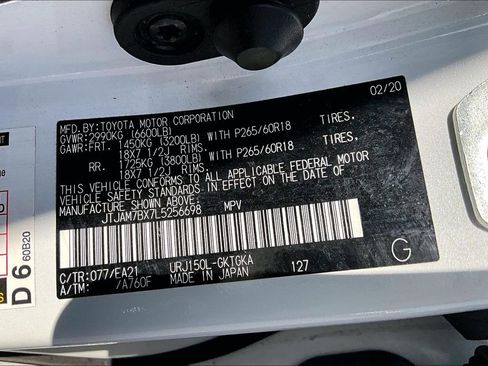 MFD. BY: TOYOTA MOTOR CORPORATION 02/20
GVWR: 2990KG (6600LB)
GAWR: FRT. 1450KG (3200LB) WITH P265/60R18 TIRES,
18X7 1/2J RIMS,
RR. 1725KG (3800LB) WITH P265/60R18 TIRES,
18X7 1/2J RIMS,
THIS VEHICLE CONFORMS TO ALL APPLICABLE FEDERAL MOTOR
VEHICLE SAFETY STANDARDS IN EFFECT ON THE DATE OF
MANUFACTURE SHOWN ABOVE.
JTJAM7BX7L5256698 MPV
C/TR: 077/EA21 URJ150L-GKTGKA 127
A/TM: /A760F MADE IN JAPAN
G
D 6 60B20